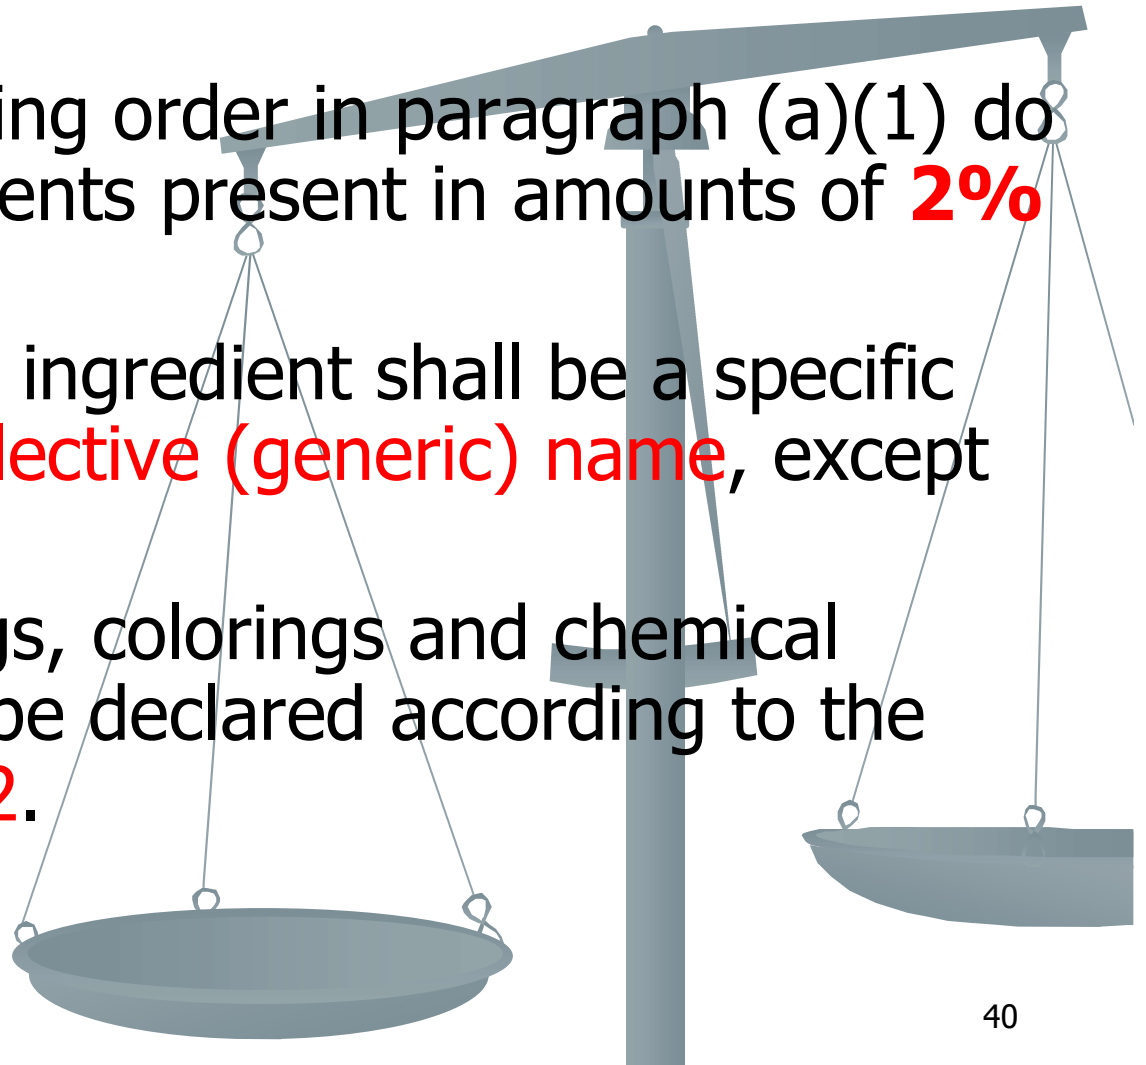 ing order in paragraph (a)(1) do
ents present in amounts of 2%
ingredient shall be a specific
lective (generic) name, except
gs, colorings and chemical
be declared according to the
2.
40